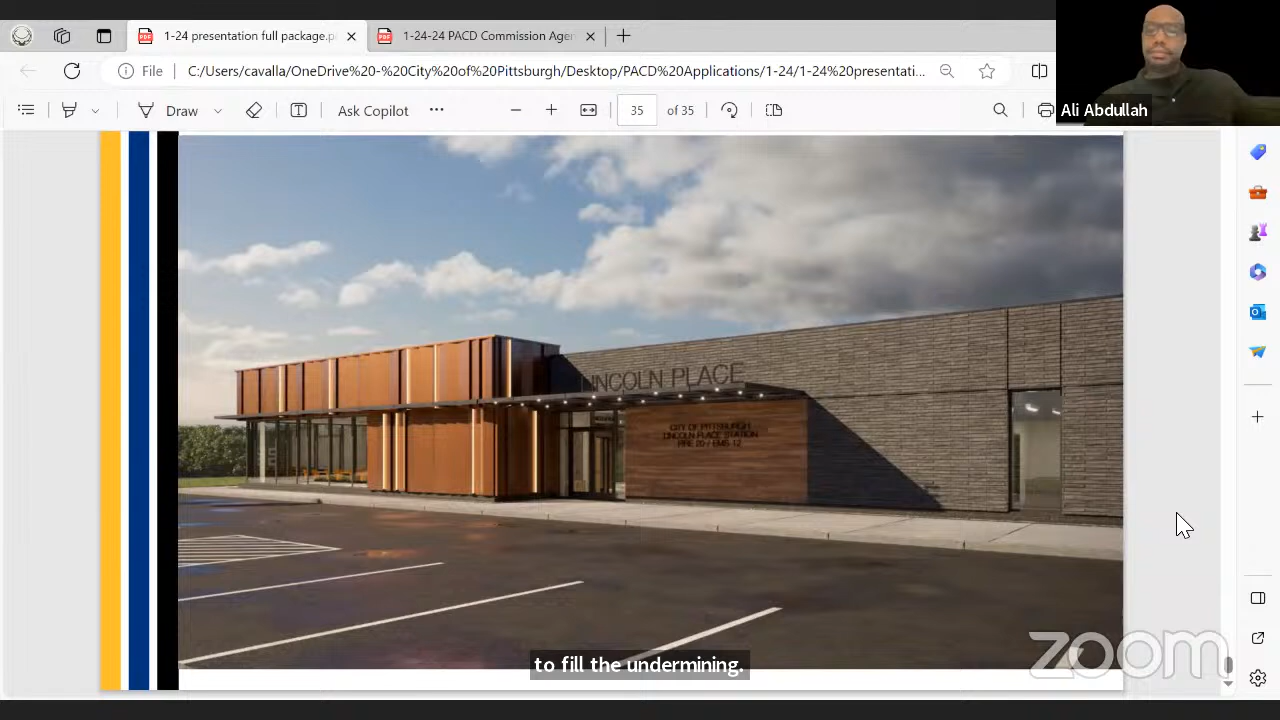 1-24 presentation full package.p
1-24-24 PACD Commission Agen
File
C:/Users/cavalla/OneDrive%20-%20City%20of%20Pittsburgh/Desktop/PACD%20Applications/1-24/1-24%20presentati...
Draw
Ask Copilot
35
of 35
Ali Abdullah
LINCOLN PLACE
CITY OF PITTSBURGH
LINCOLN PLACE STATION
FIRE 20 / EMS 12
to fill the undermining.
zoom